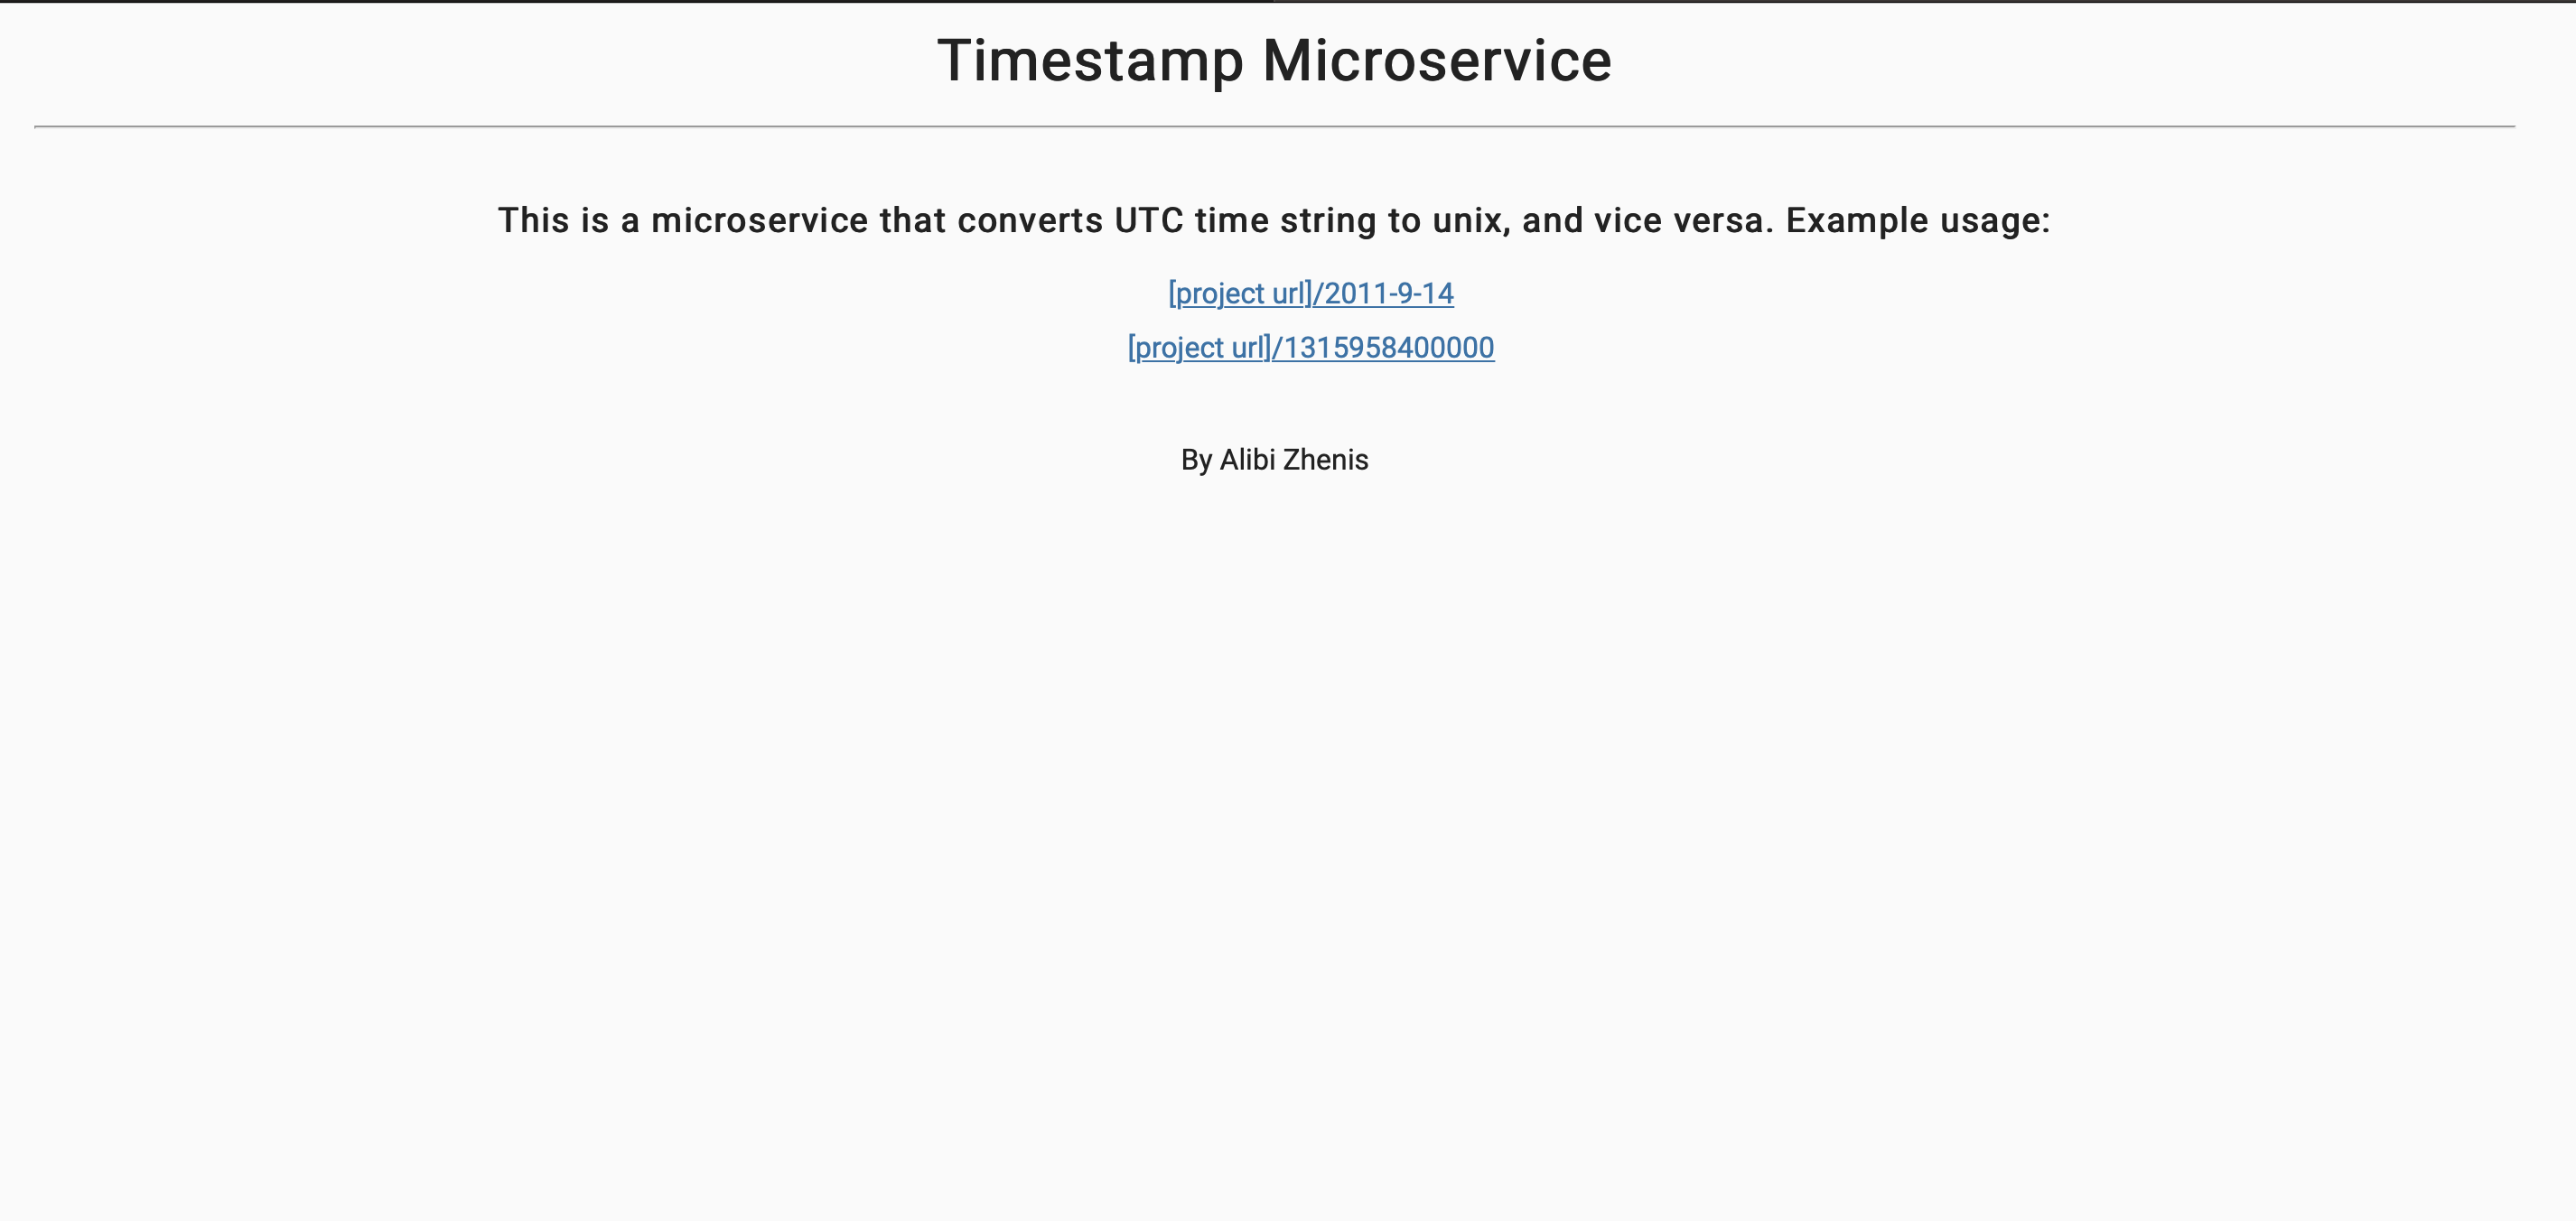 Timestamp Microservice
This is a microservice that converts UTC time string to unix, and vice versa. Example usage:
[project url]/2011-9-14
[project url]/1315958400000
By Alibi Zhenis